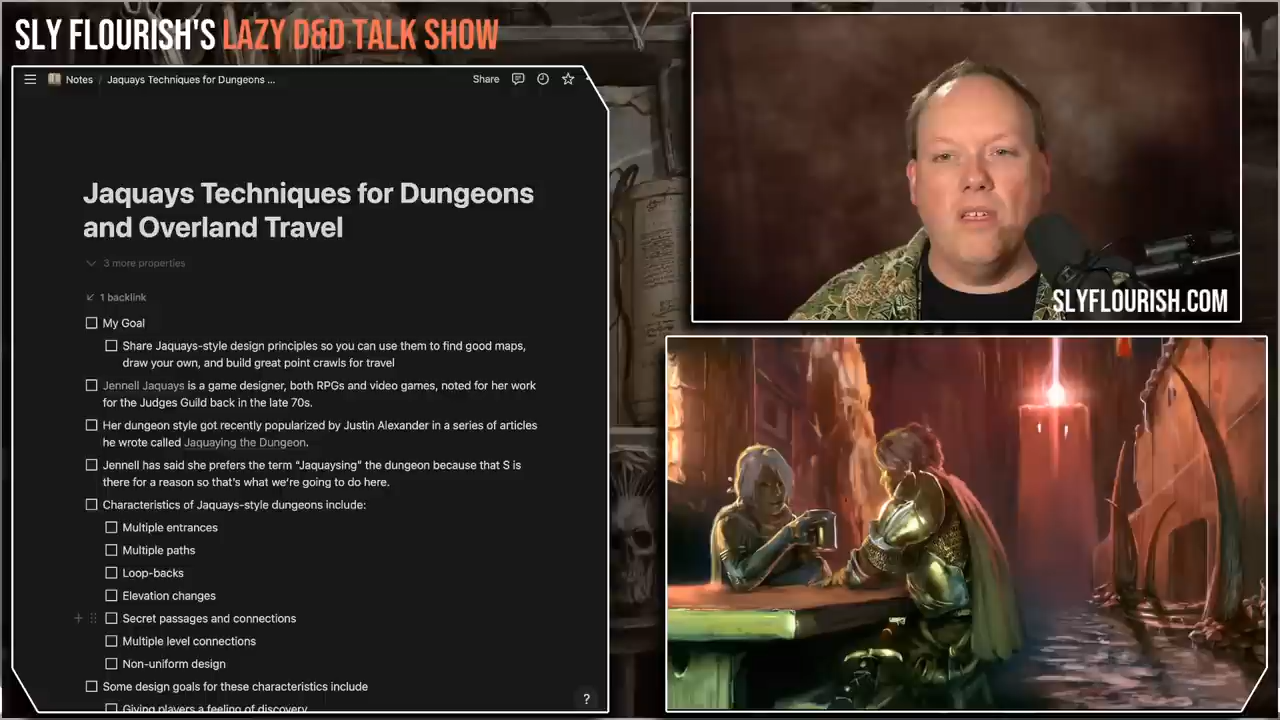 SLY FLOURISH'S LAZY D&D TALK SHOW
Notes / Jaquays Techniques for Dungeons ...
Share
Jaquays Techniques for Dungeons
and Overland Travel
3 more properties
1 backlink
My Goal
Share Jaquays-style design principles so you can use them to find good maps,
draw your own, and build great point crawls for travel
Jennell Jaquays is a game designer, both RPGs and video games, noted for her work
for the Judges Guild back in the late 70s.
Her dungeon style got recently popularized by Justin Alexander in a series of articles
he wrote called Jaquaying the Dungeon.
Jennell has said she prefers the term “Jaquaysing” the dungeon because that S is
there for a reason so that’s what we’re going to do here.
Characteristics of Jaquays-style dungeons include:
Multiple entrances
Multiple paths
Loop-backs
Elevation changes
Secret passages and connections
Multiple level connections
Non-uniform design
Some design goals for these characteristics include
Giving players a feeling of discovery
?
SLYFLOURISH.COM